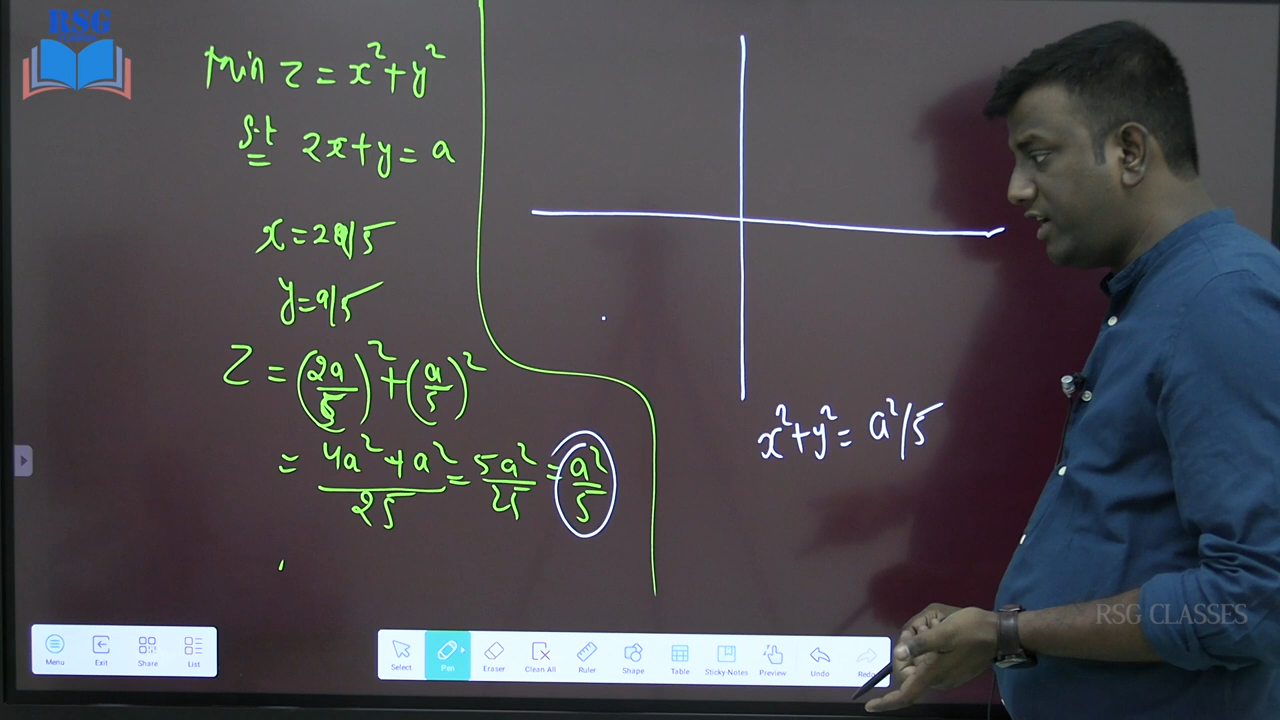 RSG
Min Z = x² + y²
S.t 2x + y = a
x = 2a/5
y = a/5
Z = (2a/5)² + (a/5)²
= 4a² + a²/25 = 5a²/25 = a²/5
x² + y² = a²/5
RSG CLASSES
Menu Exit Share List
Select Pen Eraser Clean All Ruler Shape Table Sticky-Notes Preview Undo Redo